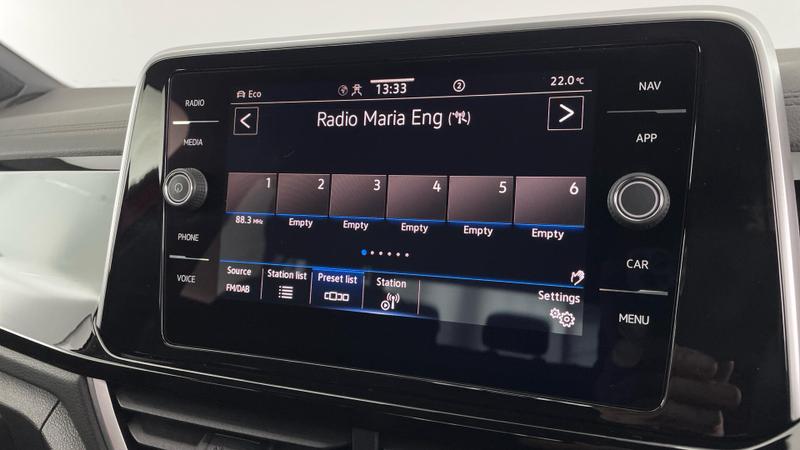 RADIO
MEDIA
PHONE
VOICE
Eco
13:33
2
22.0°C
Radio Maria Eng
1 2 3 4 5 6
88.3 MHz Empty Empty Empty Empty Empty
Source
FM/DAB
Station list
Preset list
Station
Settings
NAV
APP
CAR
MENU